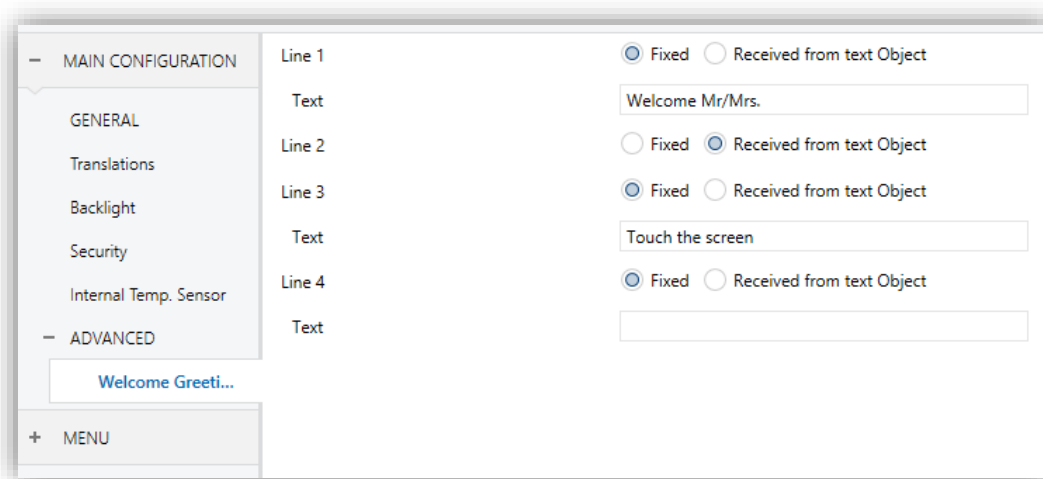 MAIN CONFIGURATION
GENERAL
Translations
Backlight
Security
Internal Temp. Sensor
ADVANCED
Welcome Greeti...
MENU
Line 1 Fixed Received from text Object
Text Welcome Mr/Mrs.
Line 2 Fixed Received from text Object
Line 3 Fixed Received from text Object
Text Touch the screen
Line 4 Fixed Received from text Object
Text